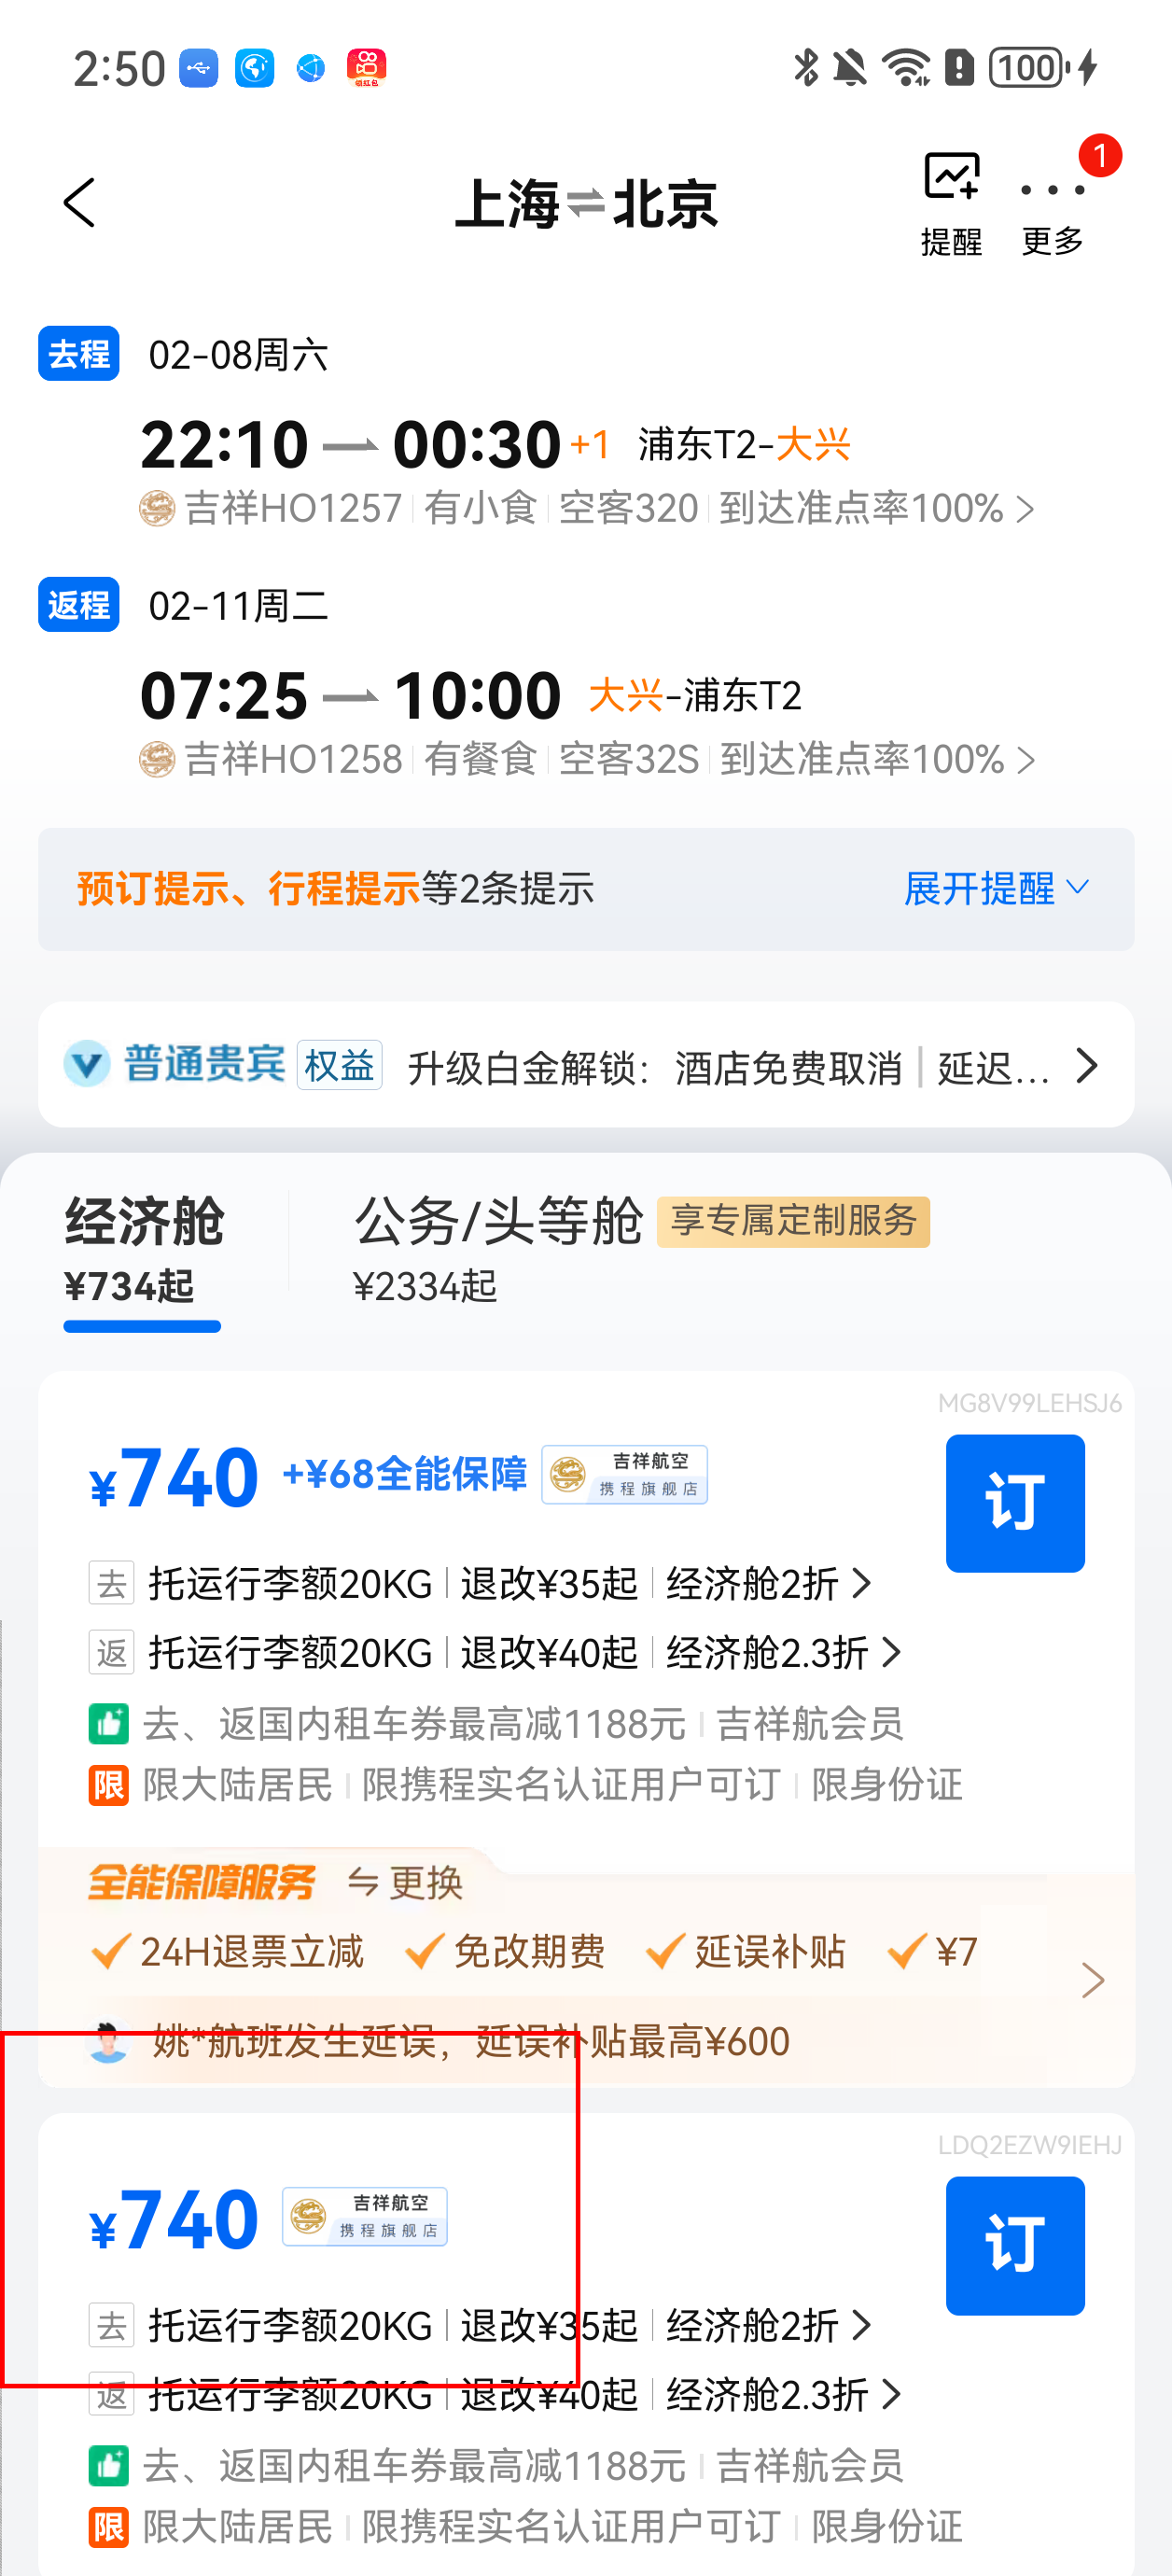 2:50
领红包
100
上海⇌北京
提醒
更多
1
去程 02-08周六
22:10 00:30 +1 浦东T2-大兴
吉祥HO1257 有小食 空客320 到达准点率100%
返程 02-11周二
07:25 10:00 大兴-浦东T2
吉祥HO1258 有餐食 空客32S 到达准点率100%
预订提示、行程提示等2条提示 展开提醒
普通贵宾 权益 升级白金解锁：酒店免费取消 | 延迟...
经济舱 公务/头等舱 享专属定制服务
¥734起 ¥2334起
MG8V99LEHSJ6
¥740 +¥68全能保障 吉祥航空 携程旗舰店
订
去 托运行李额20KG 退改¥35起 经济舱2折
返 托运行李额20KG 退改¥40起 经济舱2.3折
去、返国内租车券最高减1188元 吉祥航会员
限 限大陆居民 限携程实名认证用户可订 限身份证
全能保障服务 更换
24H退票立减 免改期费 延误补贴 ¥7
姚*航班发生延误，延误补贴最高¥600
LDQ2EZW9IEHJ
¥740 吉祥航空 携程旗舰店
订
去 托运行李额20KG 退改¥35起 经济舱2折
返 托运行李额20KG 退改¥40起 经济舱2.3折
去、返国内租车券最高减1188元 吉祥航会员
限 限大陆居民 限携程实名认证用户可订 限身份证